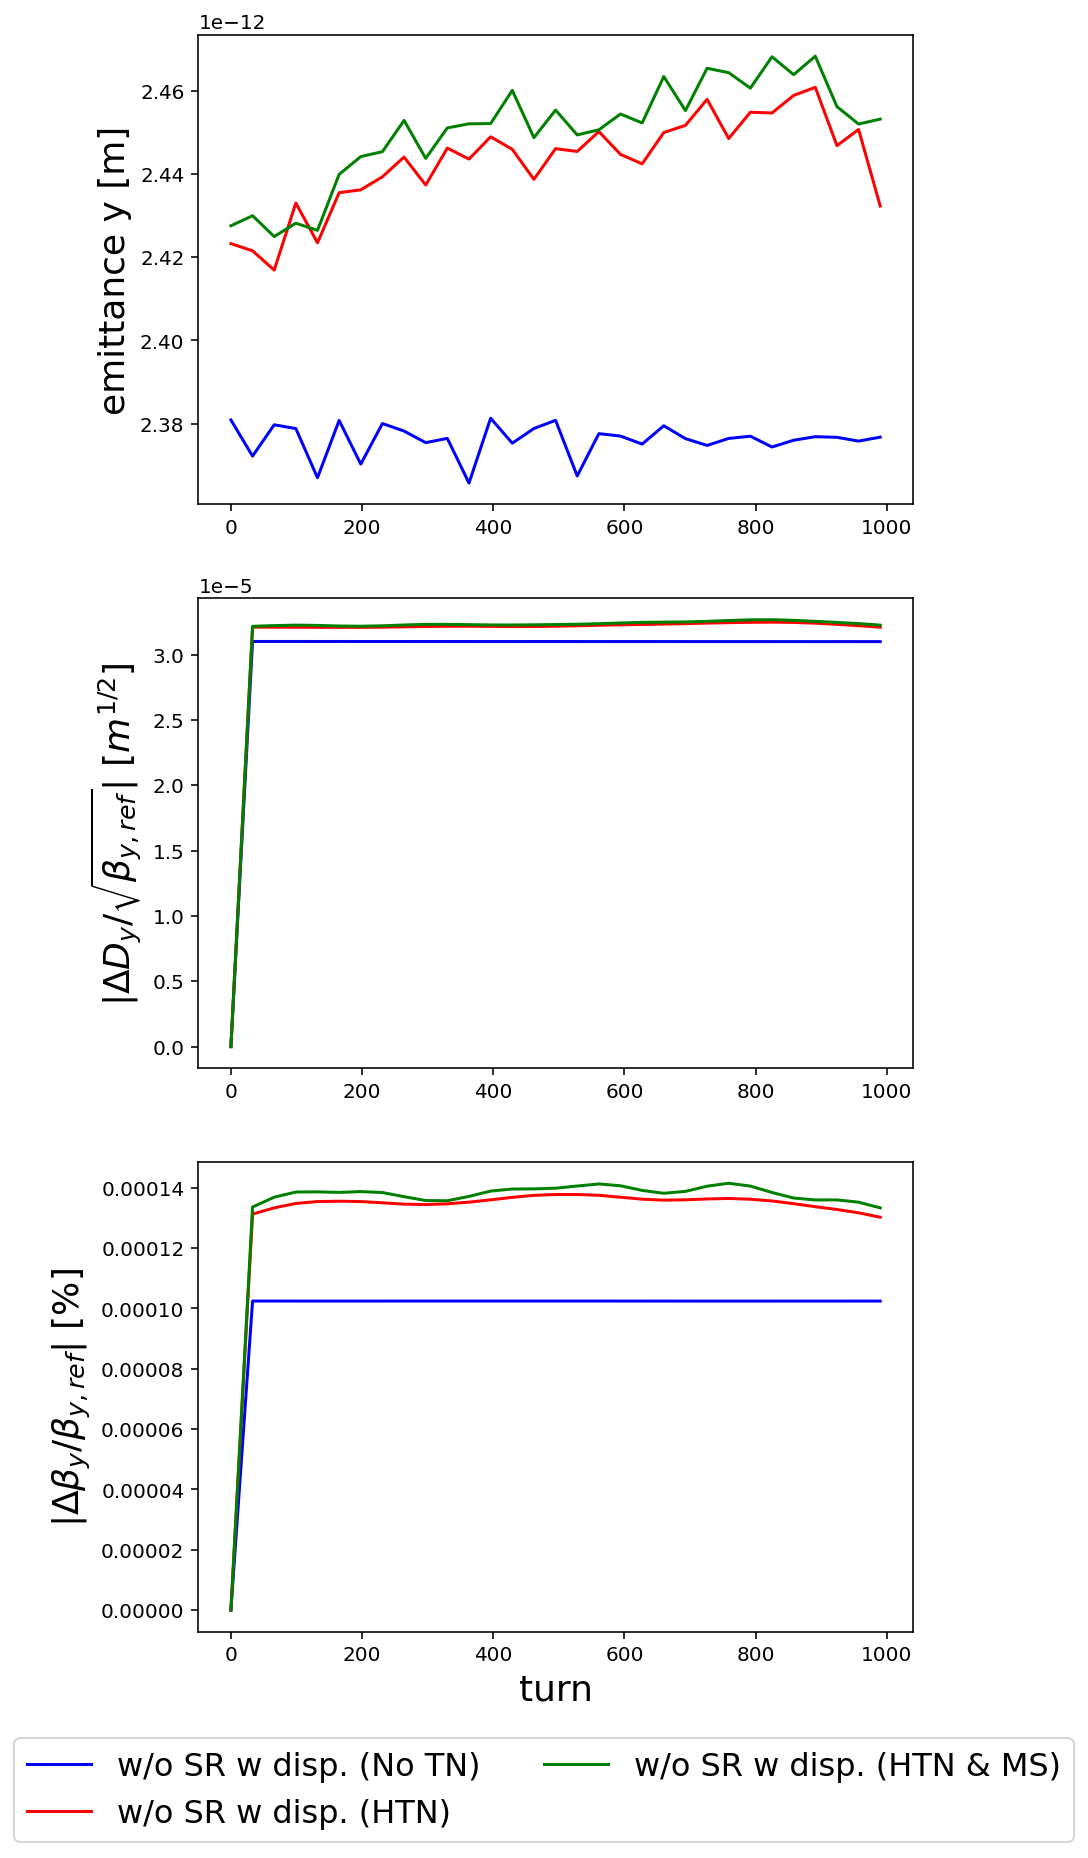 1e−12
emittance y [m]
2.46
2.44
2.42
2.40
2.38
0 200 400 600 800 1000
1e−5
|ΔD_y/√β_{y,ref}| [m^{1/2}]
3.0
2.5
2.0
1.5
1.0
0.5
0.0
0 200 400 600 800 1000
|Δβ_y/β_{y,ref}| [%]
0.00014
0.00012
0.00010
0.00008
0.00006
0.00004
0.00002
0.00000
0 200 400 600 800 1000
turn
w/o SR w disp. (No TN)
w/o SR w disp. (HTN)
w/o SR w disp. (HTN & MS)